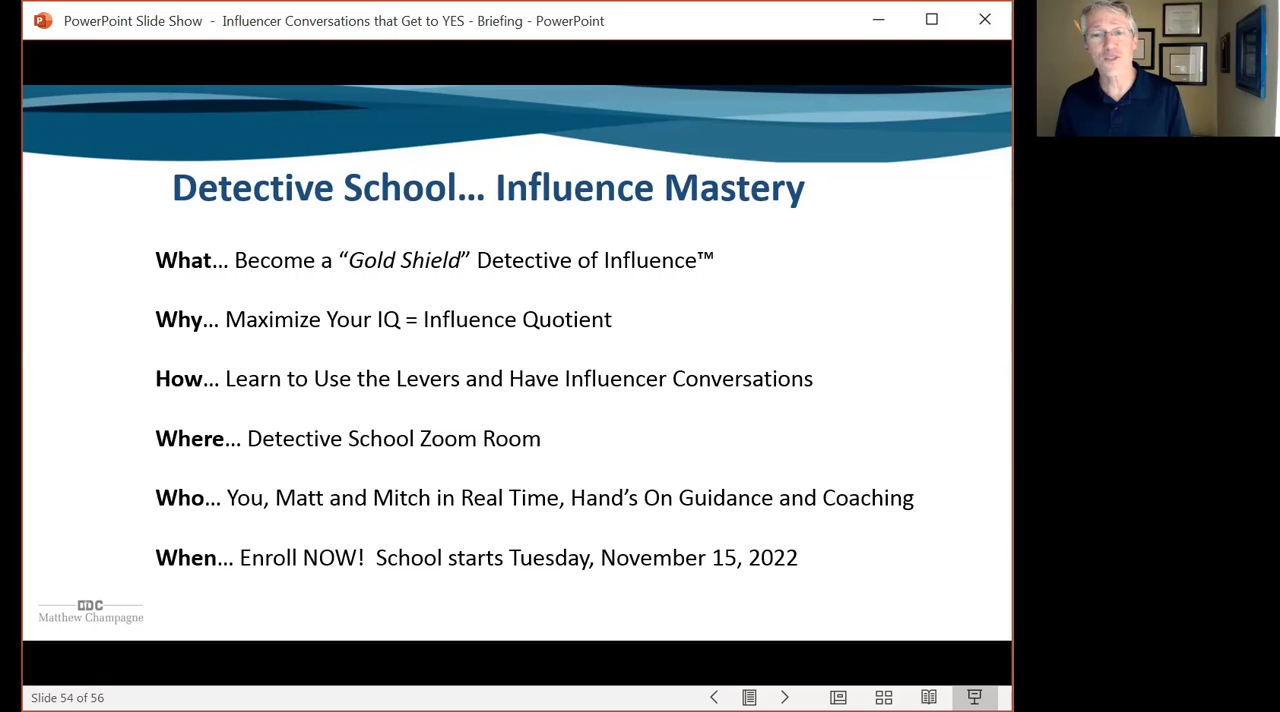 PowerPoint Slide Show - Influencer Conversations that Get to YES - Briefing - PowerPoint
Detective School... Influence Mastery
What... Become a “Gold Shield” Detective of Influence™
Why... Maximize Your IQ = Influence Quotient
How... Learn to Use the Levers and Have Influencer Conversations
Where... Detective School Zoom Room
Who... You, Matt and Mitch in Real Time, Hand’s On Guidance and Coaching
When... Enroll NOW! School starts Tuesday, November 15, 2022
Matthew Champagne
Slide 54 of 56